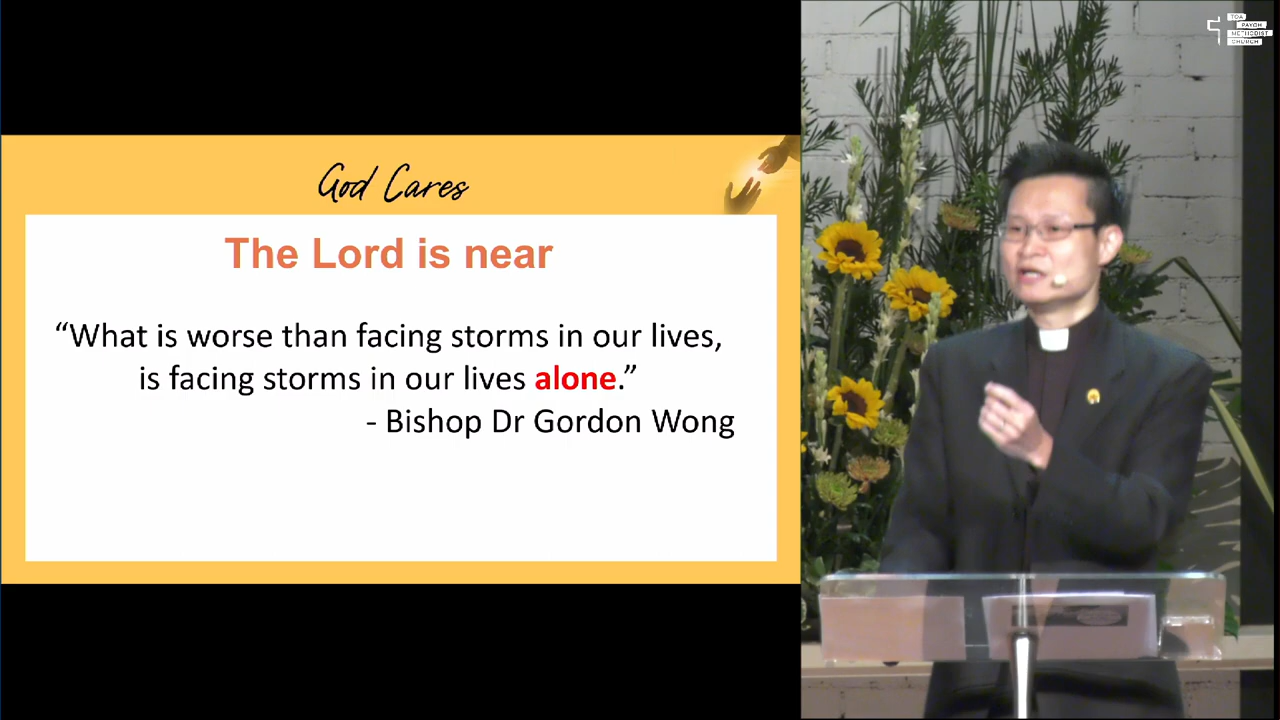 God Cares
The Lord is near
“What is worse than facing storms in our lives,
is facing storms in our lives alone.”
- Bishop Dr Gordon Wong
TOA
PAYOH
METHODIST
CHURCH